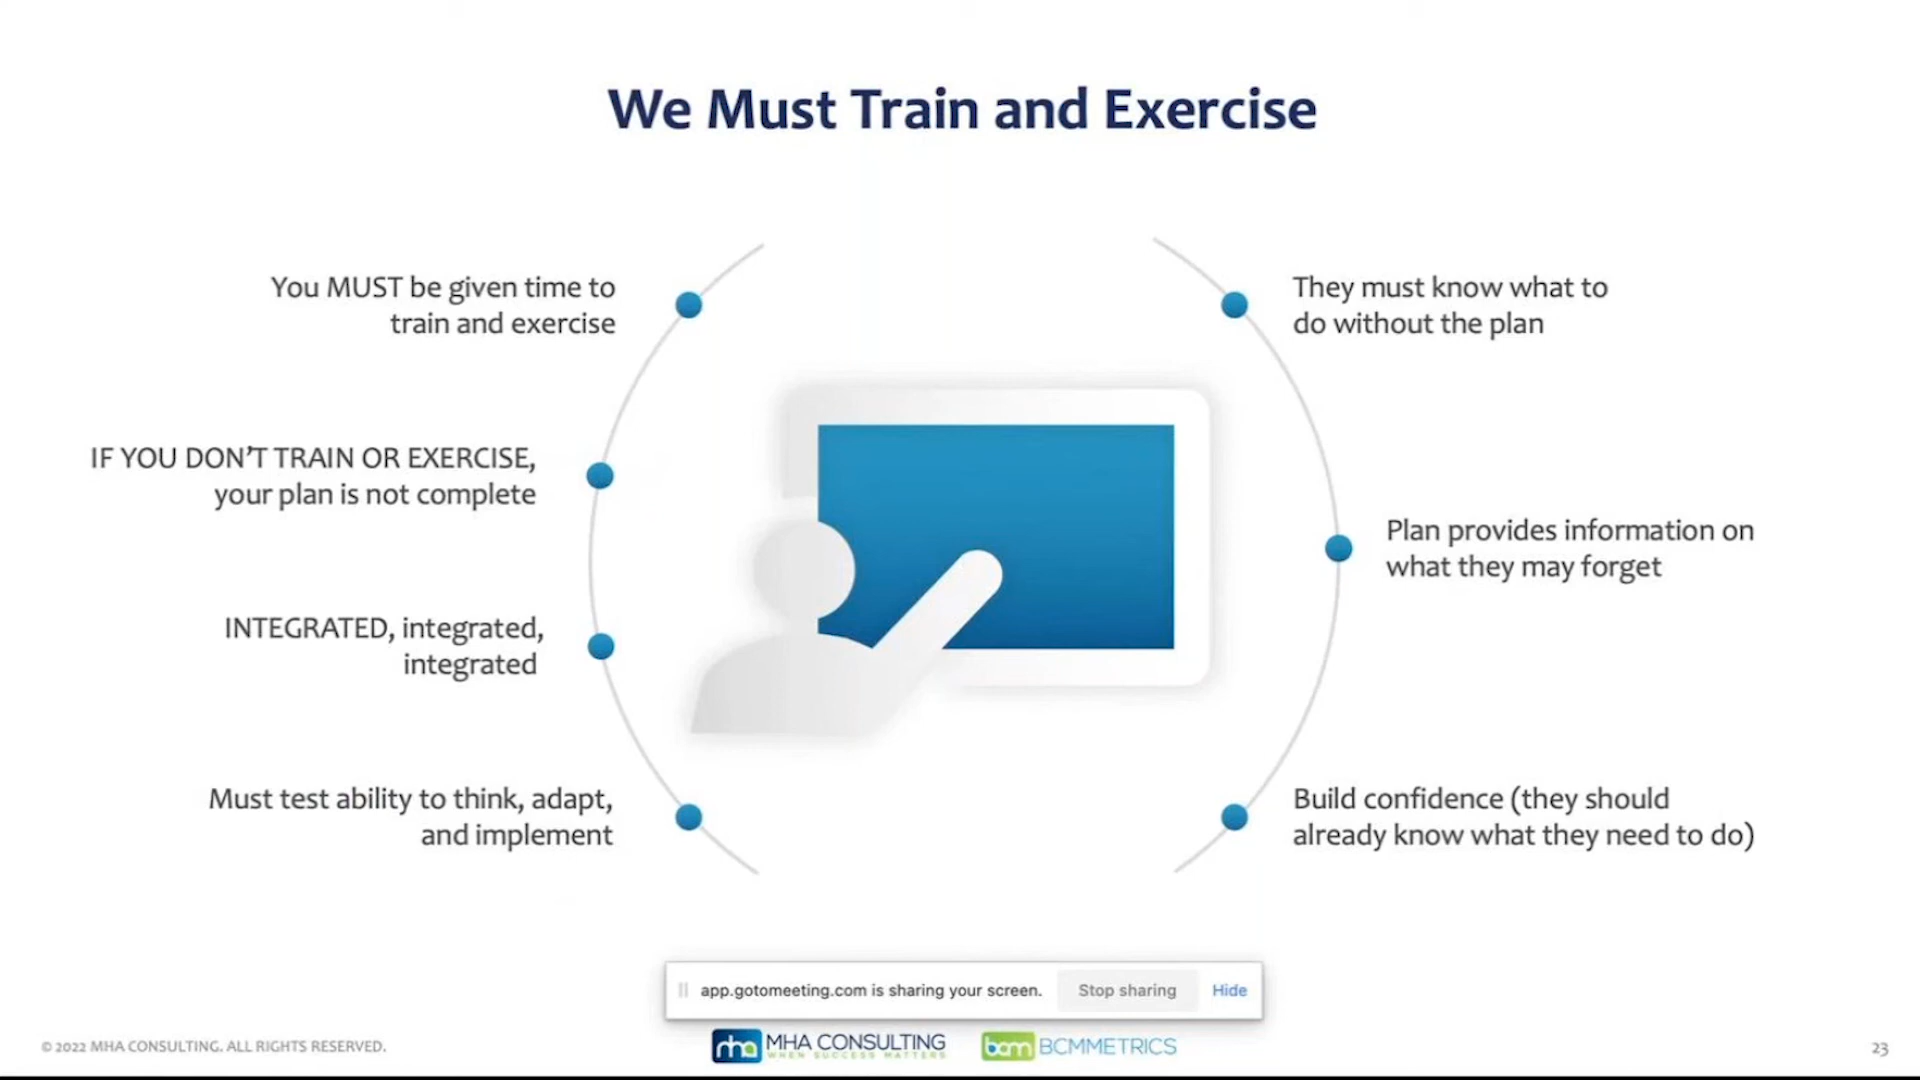 We Must Train and Exercise
You MUST be given time to
train and exercise
IF YOU DON'T TRAIN OR EXERCISE,
your plan is not complete
INTEGRATED, integrated,
integrated
Must test ability to think, adapt,
and implement
They must know what to
do without the plan
Plan provides information on
what they may forget
Build confidence (they should
already know what they need to do)
app.gotomeeting.com is sharing your screen. Stop sharing Hide
© 2022 MHA CONSULTING. ALL RIGHTS RESERVED.
mha MHA CONSULTING
WHEN SUCCESS MATTERS
bcm BCMMETRICS
23